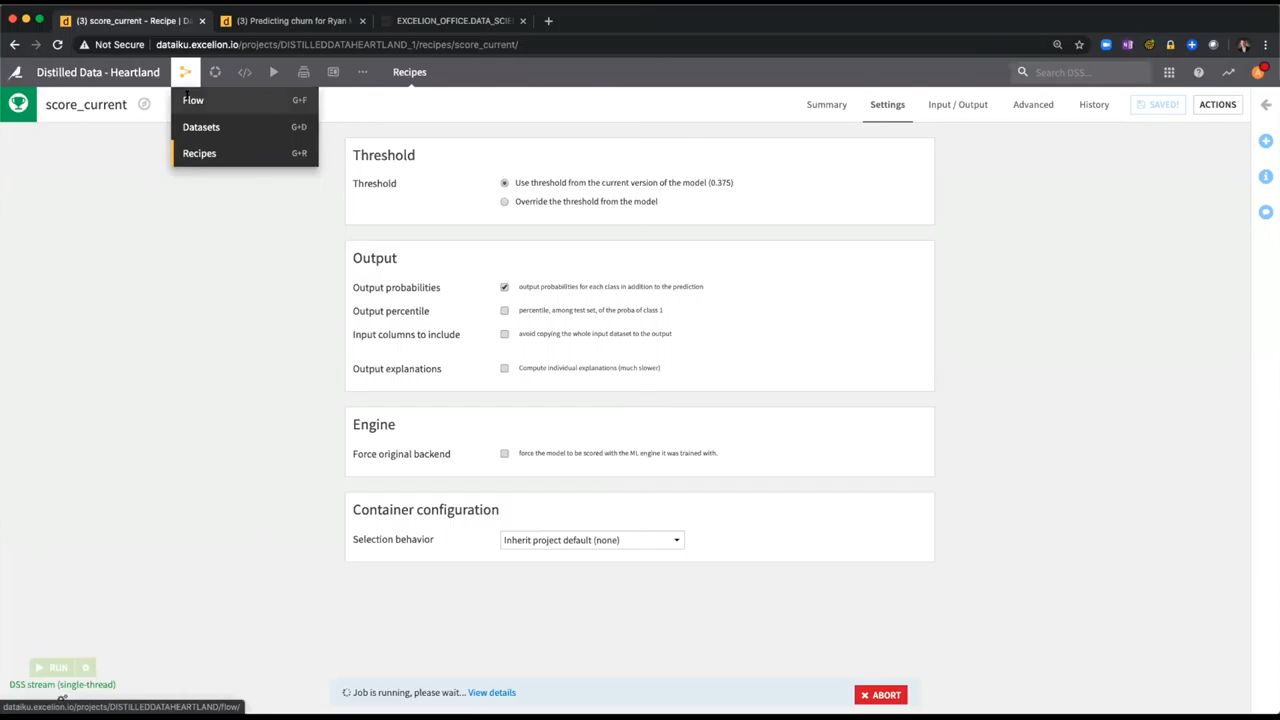 (3) score_current – Recipe | Da
(3) Predicting churn for Ryan M
EXCELION_OFFICE.DATA_SCIE
Not Secure
dataiku.excelion.io/projects/DISTILLEDDATAHEARTLAND_1/recipes/score_current/
Distilled Data - Heartland
Recipes
Search DSS...
score_current
Summary
Settings
Input / Output
Advanced
History
SAVED!
ACTIONS
Flow G+F
Datasets G+D
Recipes G+R
Threshold
Threshold
Use threshold from the current version of the model (0.375)
Override the threshold from the model
Output
Output probabilities
output probabilities for each class in addition to the prediction
Output percentile
percentile, among test set, of the proba of class 1
Input columns to include
avoid copying the whole input dataset to the output
Output explanations
Compute individual explanations (much slower)
Engine
Force original backend
force the model to be scored with the ML engine it was trained with.
Container configuration
Selection behavior
Inherit project default (none)
RUN
DSS stream (single-thread)
Job is running, please wait... View details
ABORT
dataiku.excelion.io/projects/DISTILLEDDATAHEARTLAND/flow/